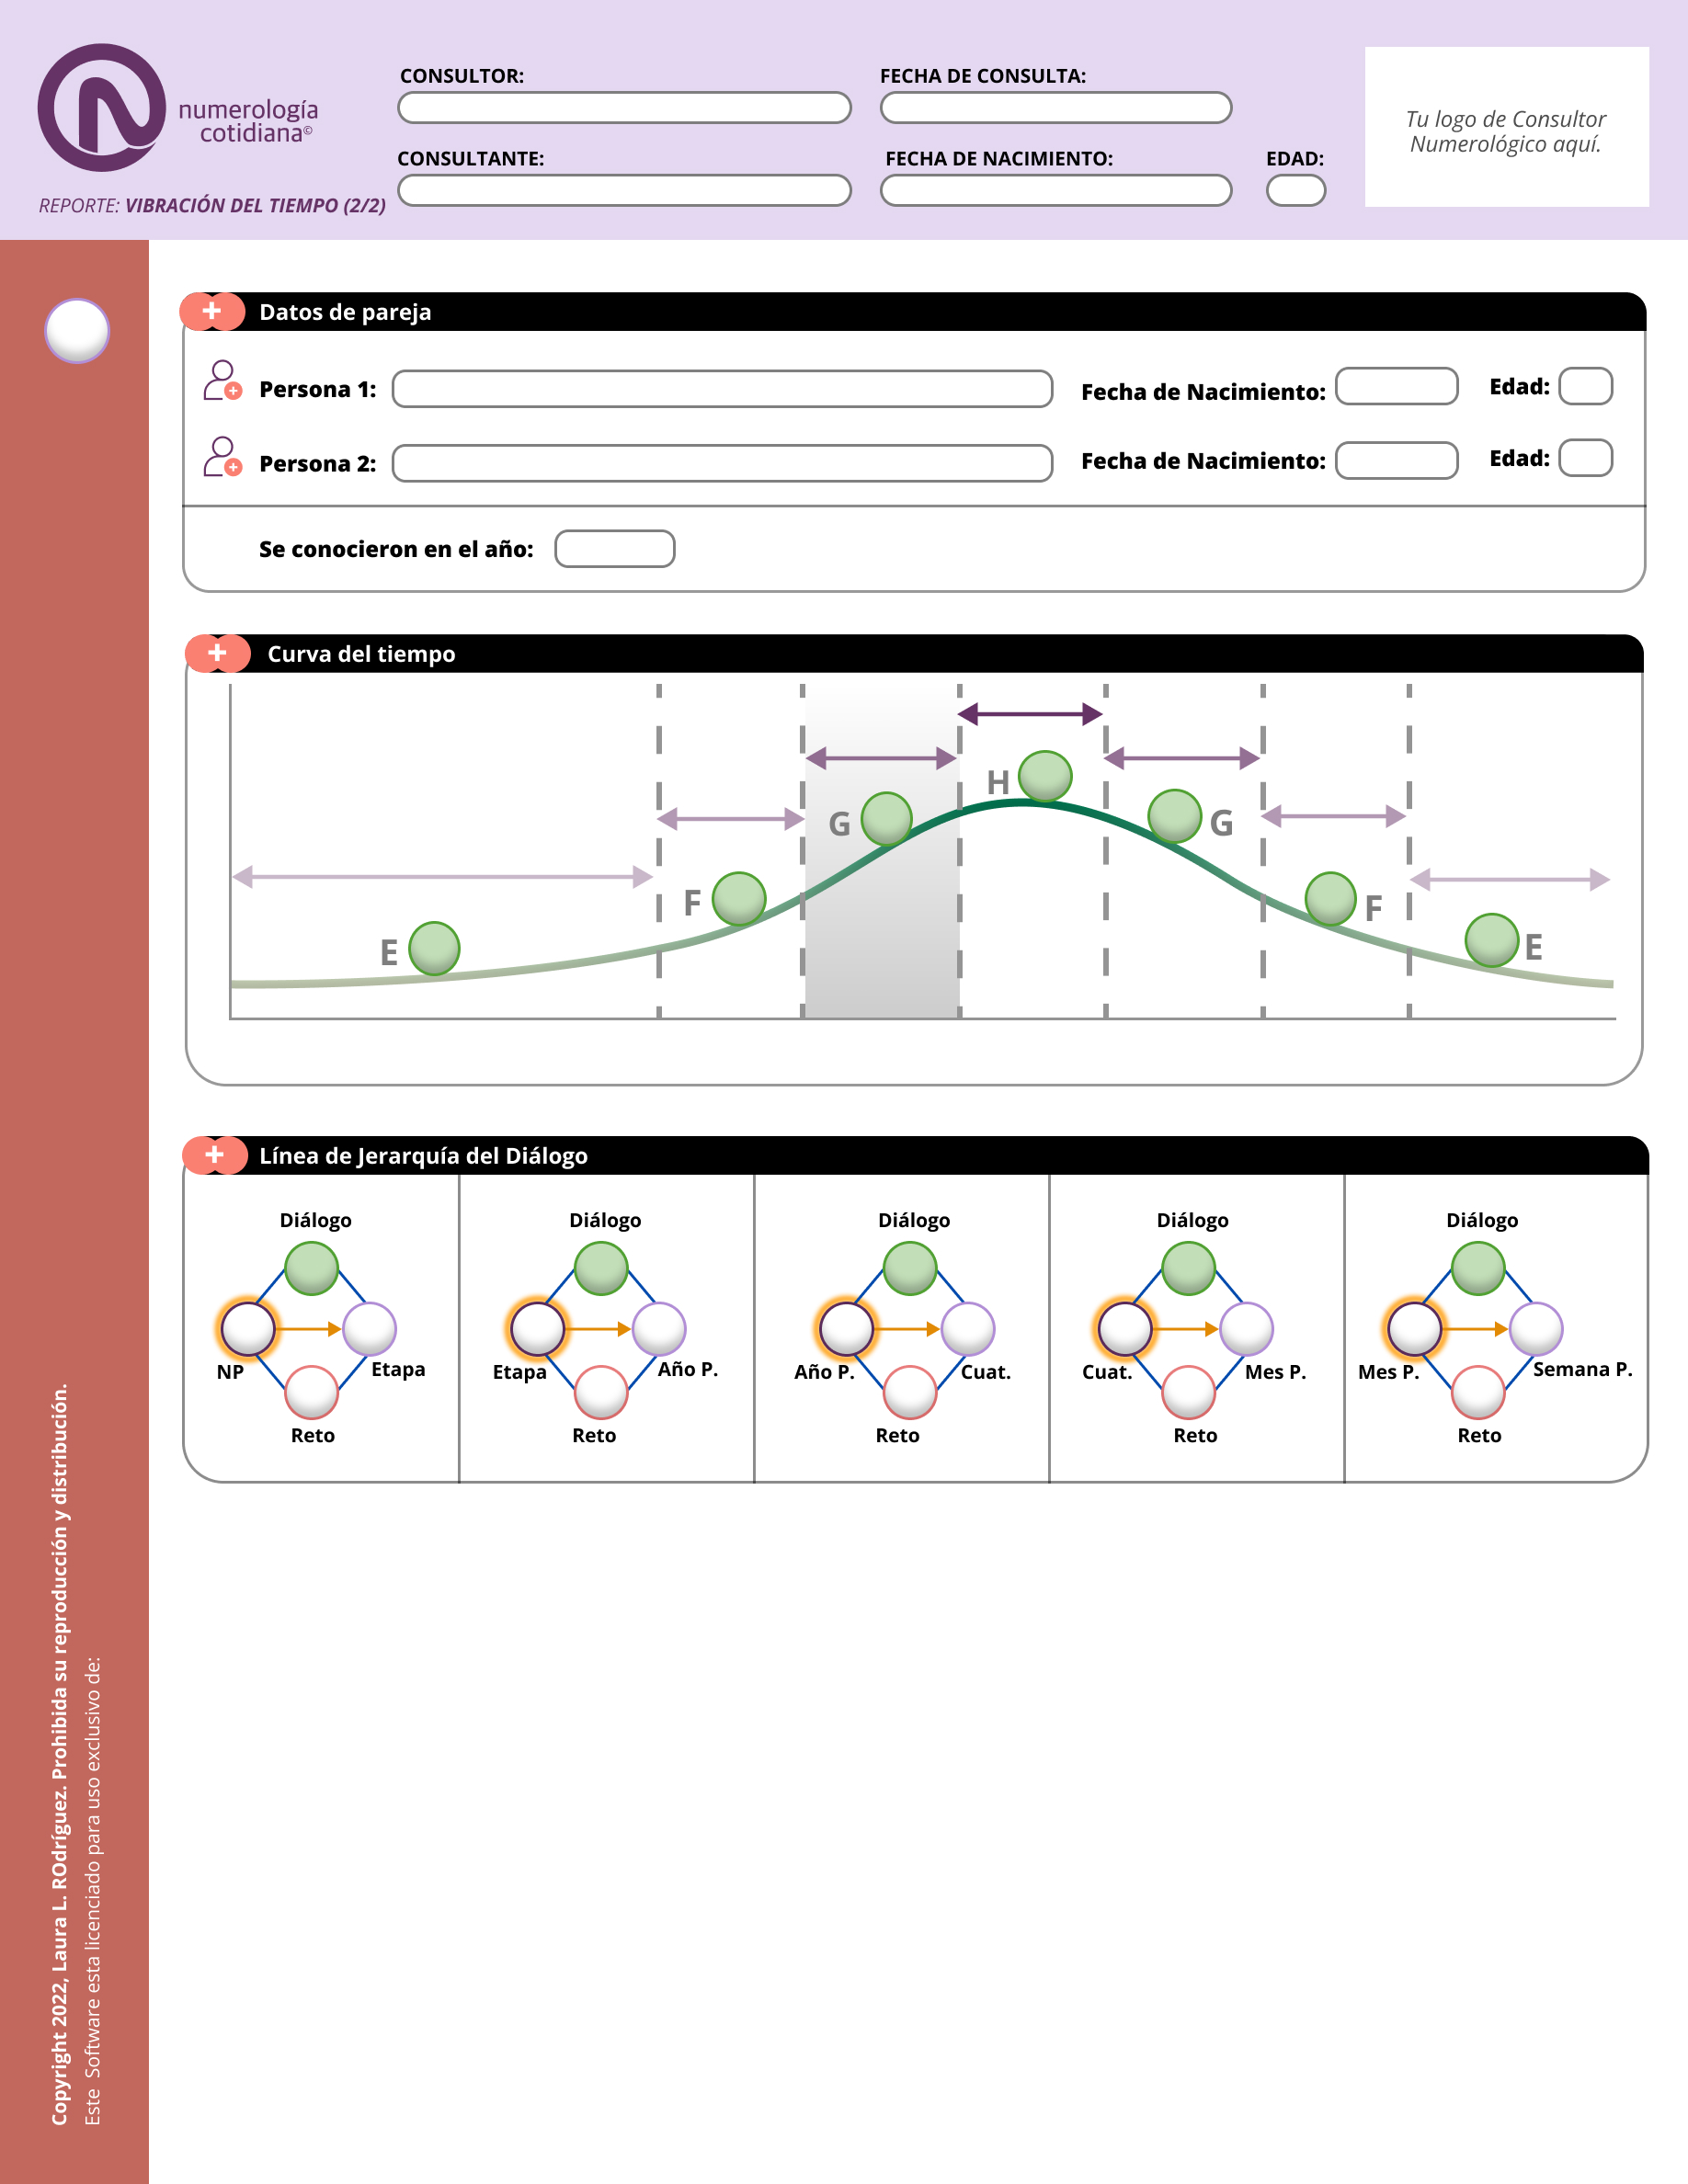 numerología
cotidiana©
REPORTE: VIBRACIÓN DEL TIEMPO (2/2)
CONSULTOR:
FECHA DE CONSULTA:
CONSULTANTE:
FECHA DE NACIMIENTO:
EDAD:
Tu logo de Consultor
Numerológico aquí.
Datos de pareja
Persona 1:
Fecha de Nacimiento:
Edad:
Persona 2:
Fecha de Nacimiento:
Edad:
Se conocieron en el año:
Curva del tiempo
E
F
G
H
G
F
E
Línea de Jerarquía del Diálogo
Diálogo
NP
Etapa
Reto
Diálogo
Etapa
Año P.
Reto
Diálogo
Año P.
Cuat.
Reto
Diálogo
Cuat.
Mes P.
Reto
Diálogo
Mes P.
Semana P.
Reto
Copyright 2022, Laura L. ROdríguez. Prohibida su reproducción y distribución.
Este  Software esta licenciado para uso exclusivo de: